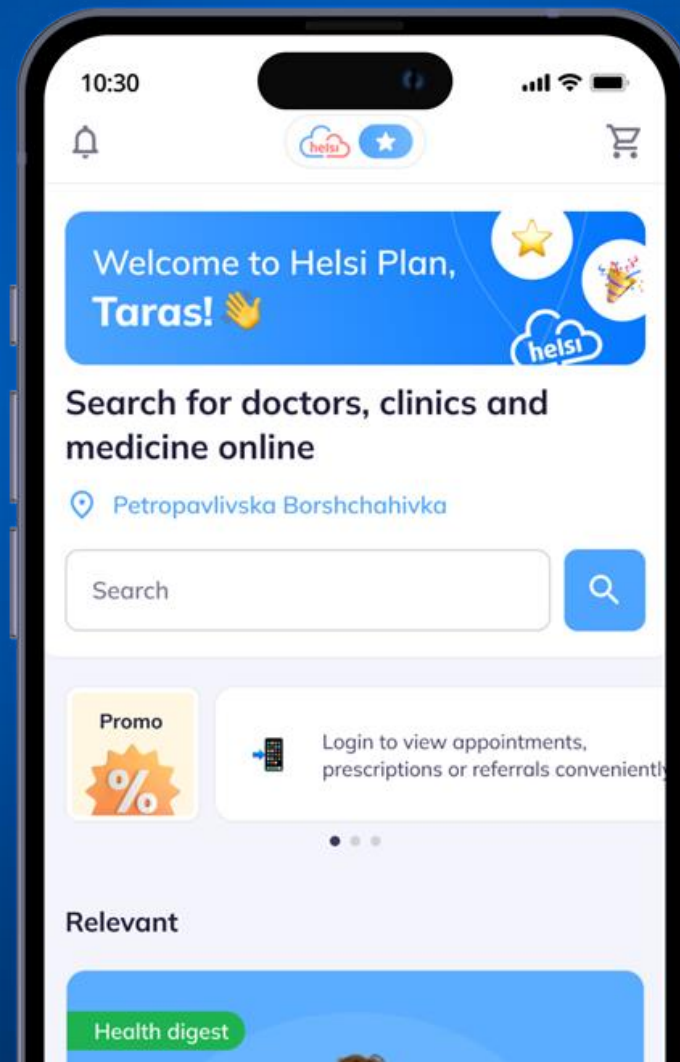 10:30
helsi
Welcome to Helsi Plan,
Taras! 👋
helsi
Search for doctors, clinics and
medicine online
Petropavlivska Borshchahivka
Search
Promo
%
Login to view appointments,
prescriptions or referrals conveniently
Relevant
Health digest